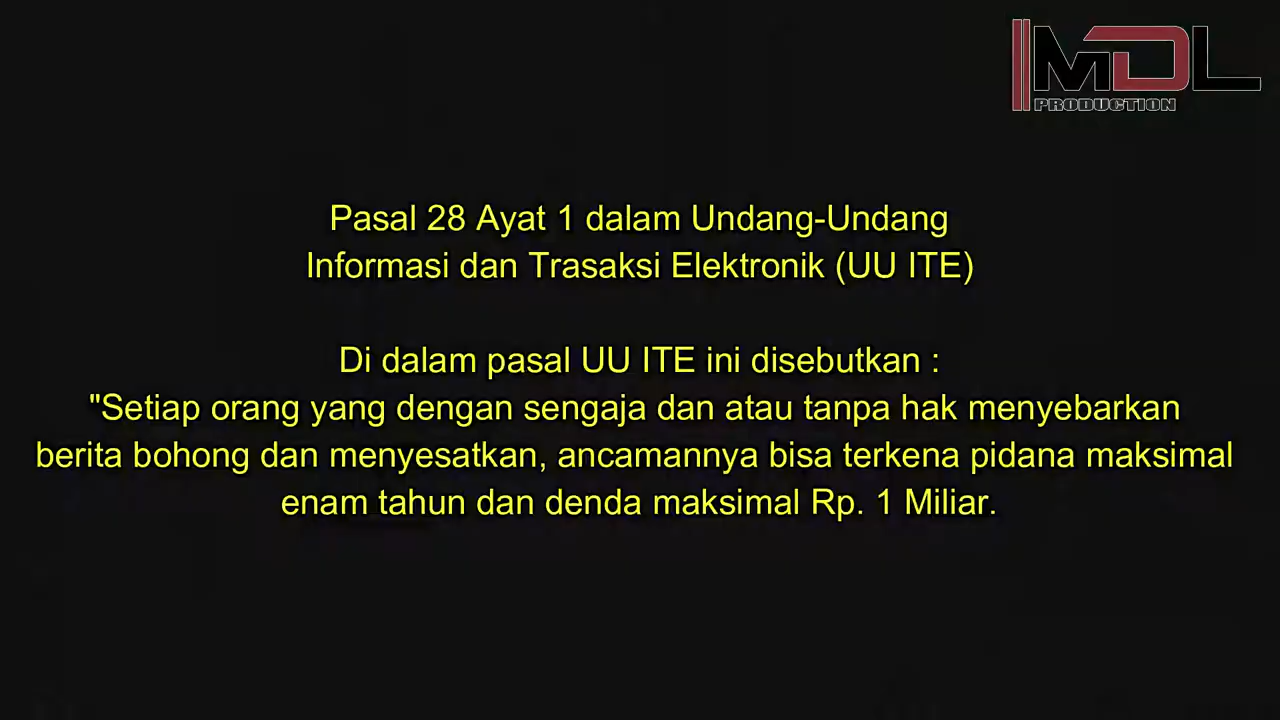 MDL
PRODUCTION
Pasal 28 Ayat 1 dalam Undang-Undang
Informasi dan Trasaksi Elektronik (UU ITE)
Di dalam pasal UU ITE ini disebutkan :
"Setiap orang yang dengan sengaja dan atau tanpa hak menyebarkan
berita bohong dan menyesatkan, ancamannya bisa terkena pidana maksimal
enam tahun dan denda maksimal Rp. 1 Miliar.